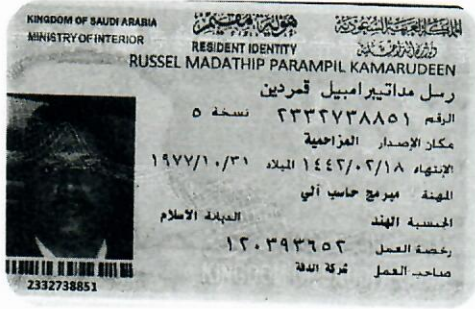 KINGDOM OF SAUDI ARABIA
MINISTRY OF INTERIOR
هوية مقيم
RESIDENT IDENTITY
المملكة العربية السعودية
وزارة الداخلية
RUSSEL MADATHIP PARAMPIL KAMARUDEEN
رسل مداتيبرامبيل قمردين
الرقم ٢٣٣٢٧٣٨٨٥١ نسخة ٥
مكان الإصدار المزاحمية
الإنتهاء ١٤٤٢/٠٢/١٨ الميلاد ١٩٧٧/١٠/٣١
المهنة مبرمج حاسب آلي
الجنسية الهند الديانة الاسلام
رخصة العمل ١٢٠٣٩٣٦٥٢
صاحب العمل شركة الدقة
2332738851